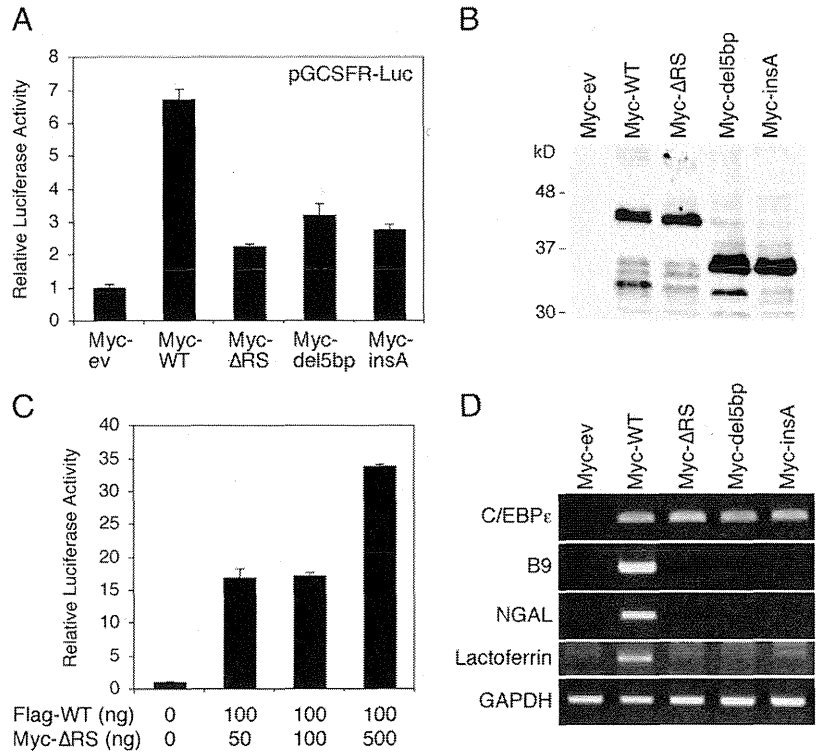 A
pGCSFR-Luc
Relative Luciferase Activity
8
7
6
5
4
3
2
1
0
Myc-ev
Myc-WT
Myc-ΔRS
Myc-del5bp
Myc-insA
B
Myc-ev
Myc-WT
Myc-ΔRS
Myc-del5bp
Myc-insA
kD
48 -
37 -
30 -
C
Relative Luciferase Activity
40
35
30
25
20
15
10
5
0
Flag-WT (ng) 0 100 100 100
Myc-ΔRS (ng) 0 50 100 500
D
Myc-ev
Myc-WT
Myc-ΔRS
Myc-del5bp
Myc-insA
C/EBPε
B9
NGAL
Lactoferrin
GAPDH